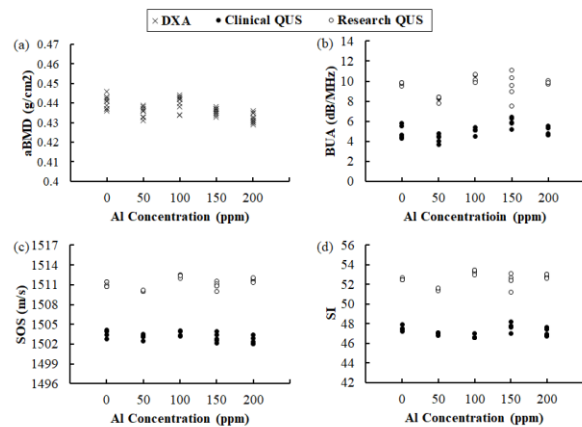 DXA Clinical QUS Research QUS
(a)
0.47
0.46
0.45
0.44
0.43
0.42
0.41
0.4
aBMD (g/cm2)
0 50 100 150 200
Al Concentration (ppm)
(b)
14
12
10
8
6
4
2
0
BUA (dB/MHz)
0 50 100 150 200
Al Concentratioin (ppm)
(c)
1517
1514
1511
1508
1505
1502
1499
1496
SOS (m/s)
0 50 100 150 200
Al Concentration (ppm)
(d)
56
54
52
50
48
46
44
42
SI
0 50 100 150 200
Al Concentration (ppm)